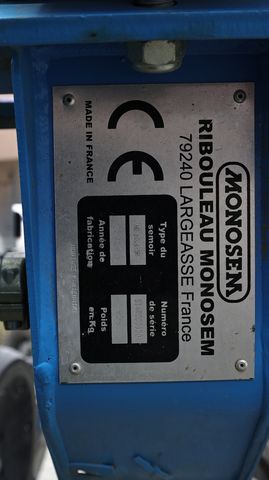 MONOSEM
RIBOULEAU MONOSEM
79240 LARGEASSE France
CE
Type du semoir
Numéro de série
Année de fabrication
Poids en Kg
MADE IN FRANCE